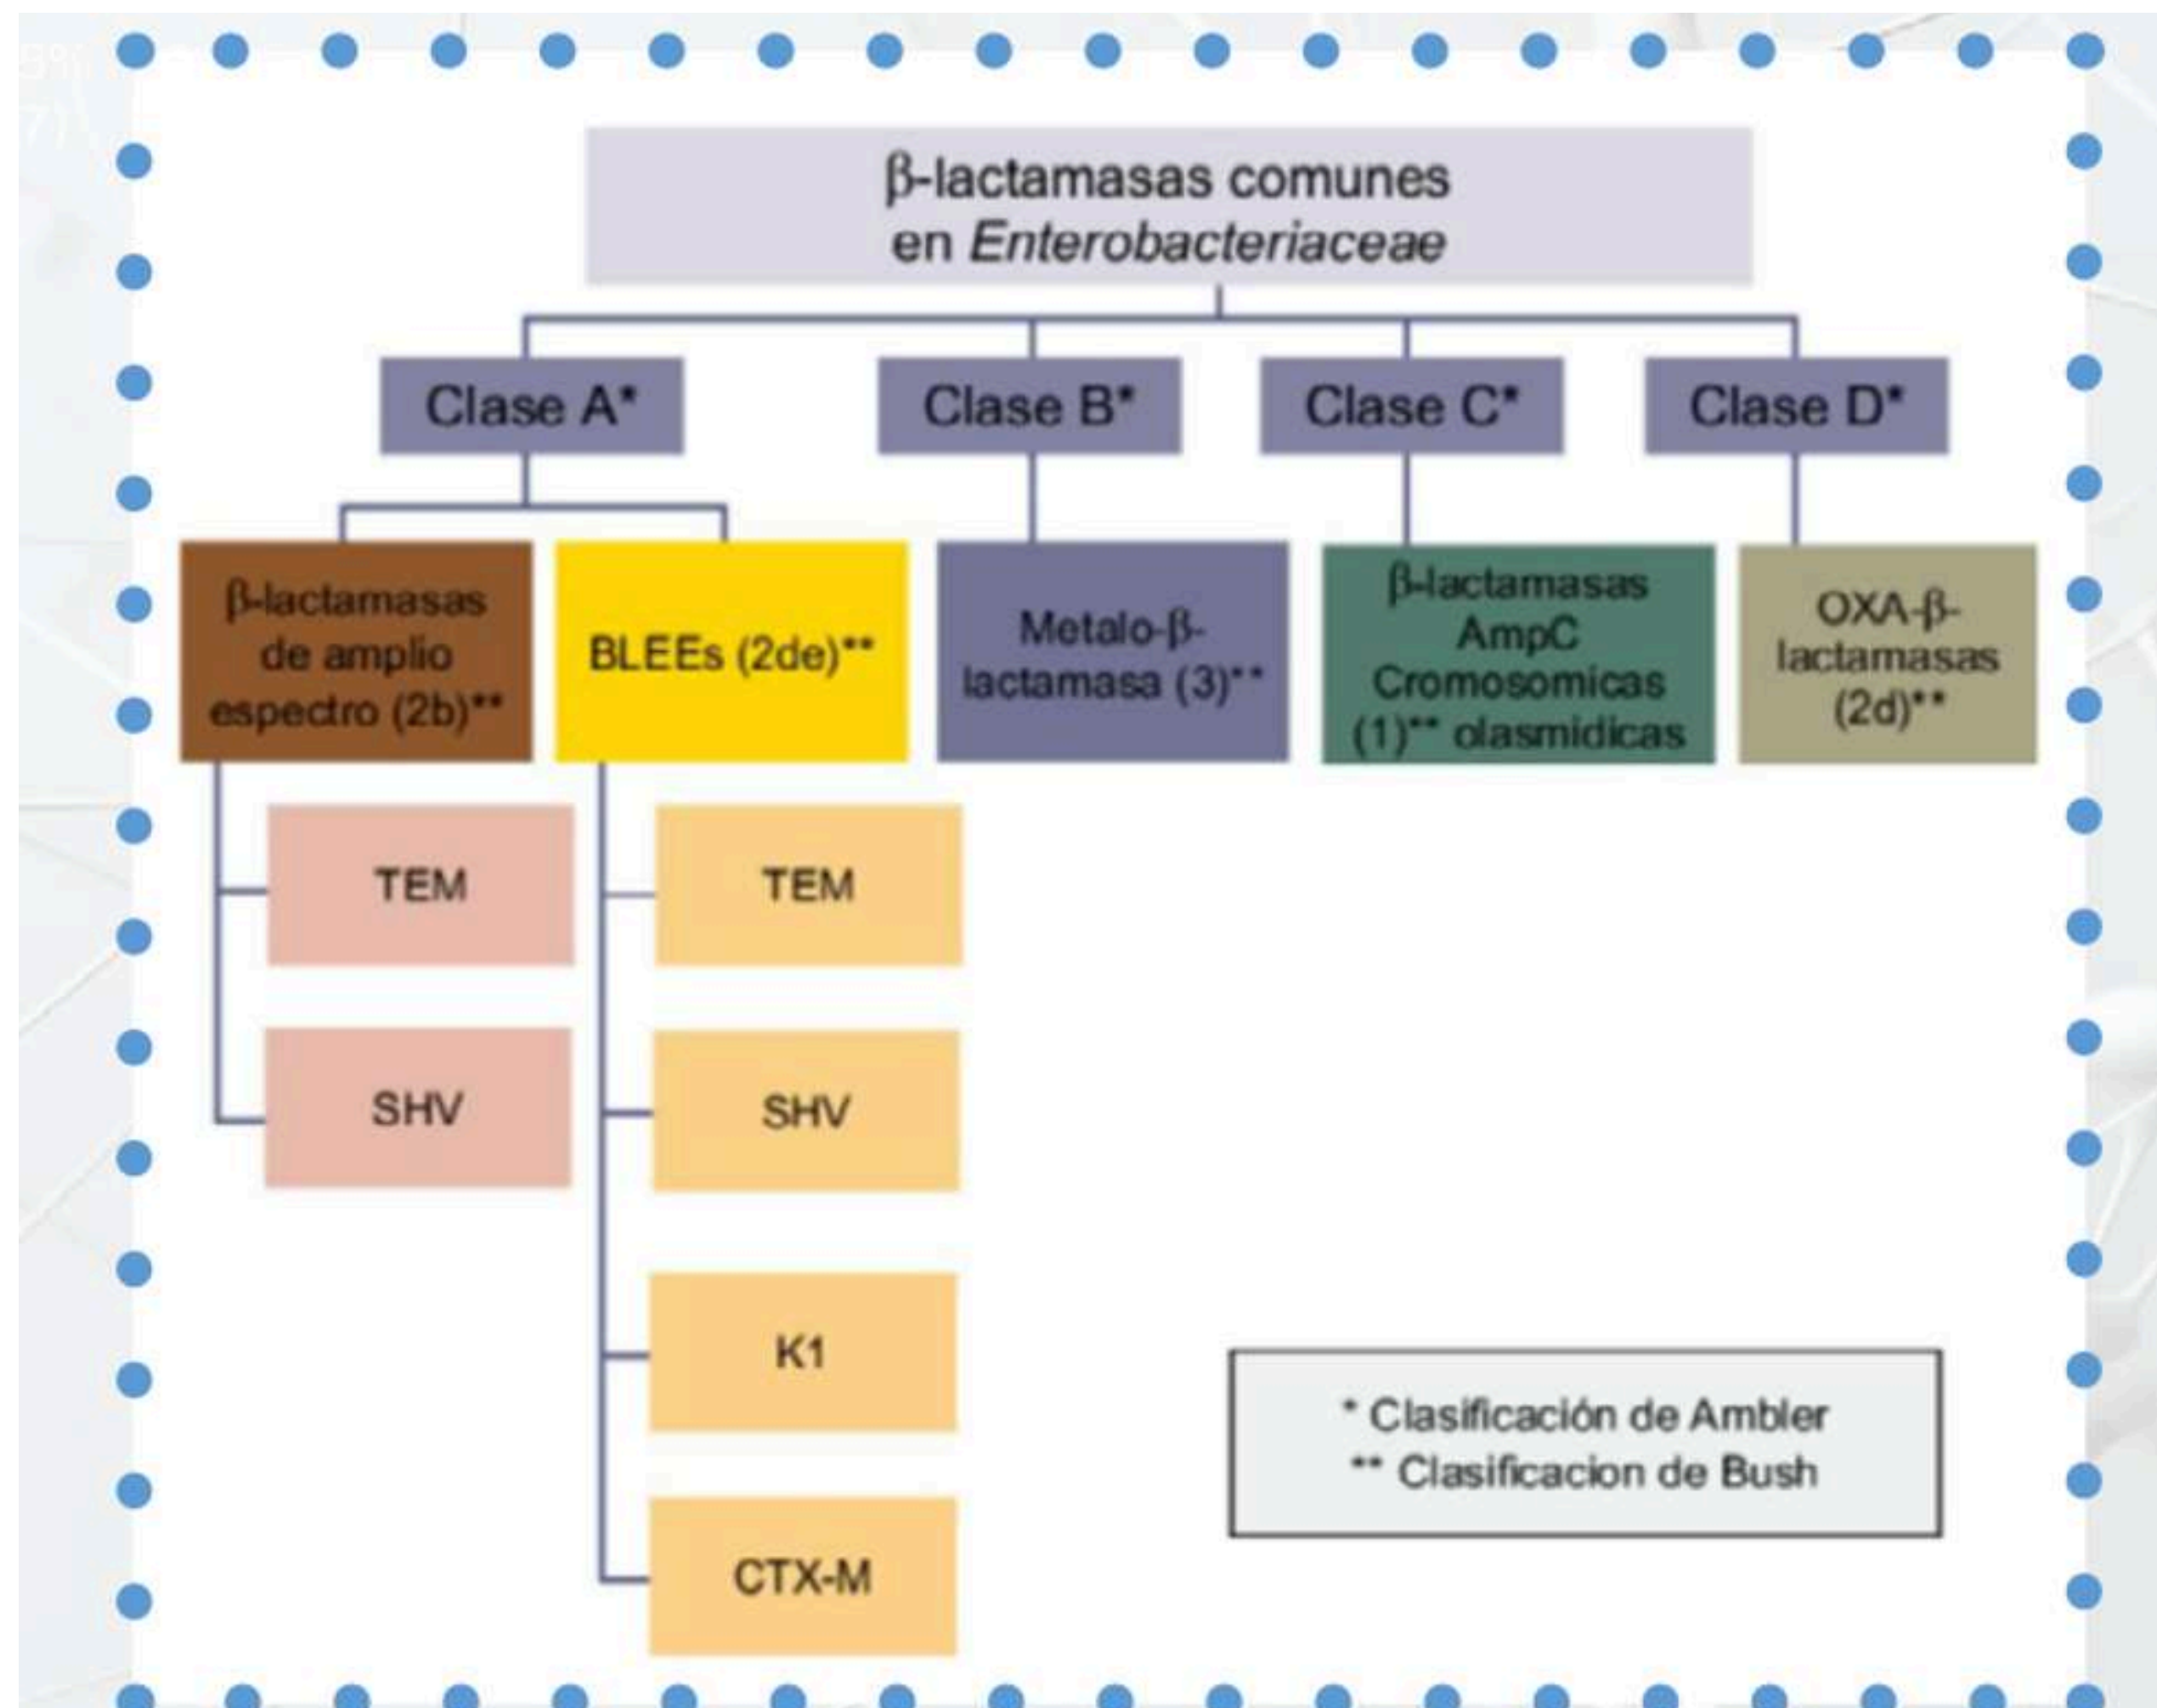 β-lactamasas comunes
en Enterobacteriaceae
Clase A*
Clase B*
Clase C*
Clase D*
β-lactamasas
de amplio
espectro (2b)**
BLEEs (2de)**
Metalo-β-
lactamasa (3)**
β-lactamasas
AmpC
Cromosomicas
(1)** olasmidicas
OXA-β-
lactamasas
(2d)**
TEM
SHV
TEM
SHV
K1
CTX-M
* Clasificación de Ambler
** Clasificacion de Bush